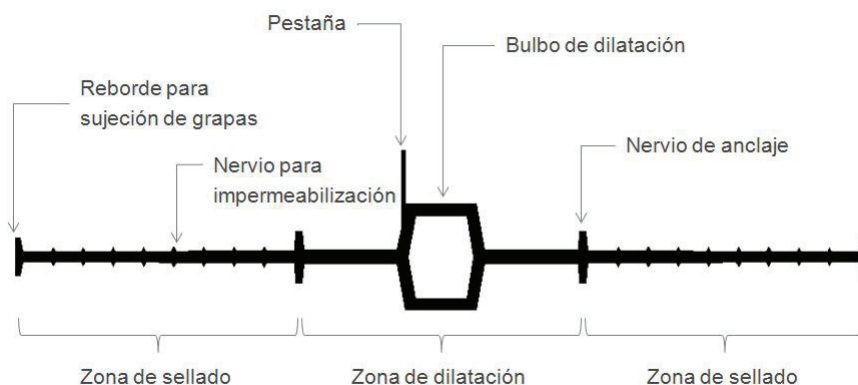 Pestaña
Bulbo de dilatación
Reborde para
sujeción de grapas
Nervio de anclaje
Nervio para
impermeabilización
Zona de sellado
Zona de dilatación
Zona de sellado